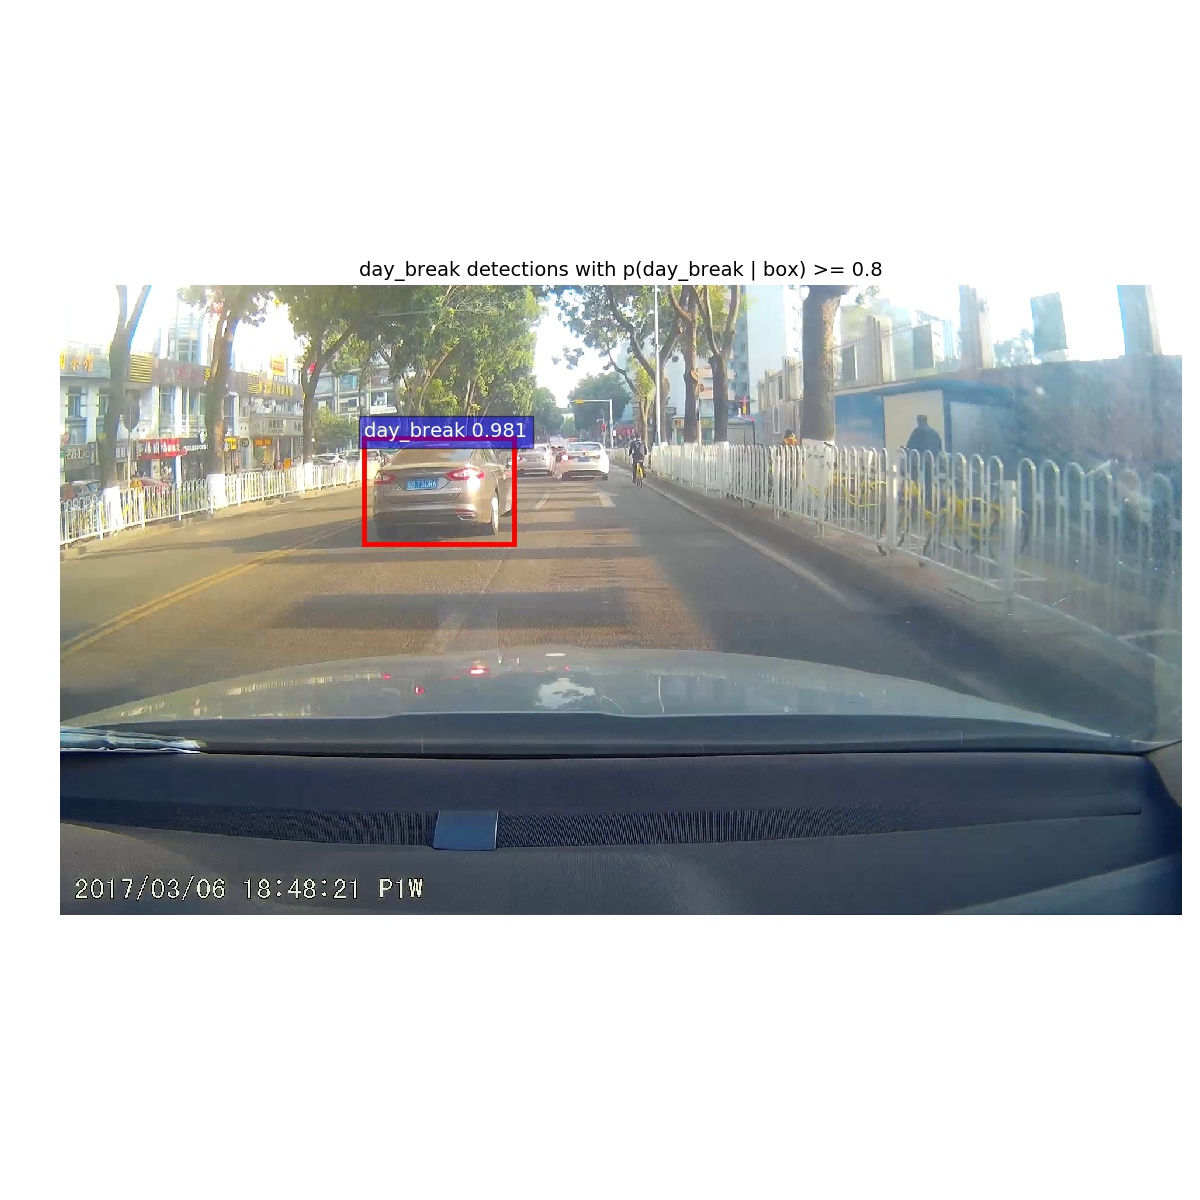 day_break detections with p(day_break | box) >= 0.8
day_break 0.981
2017/03/06 18:48:21 P1W